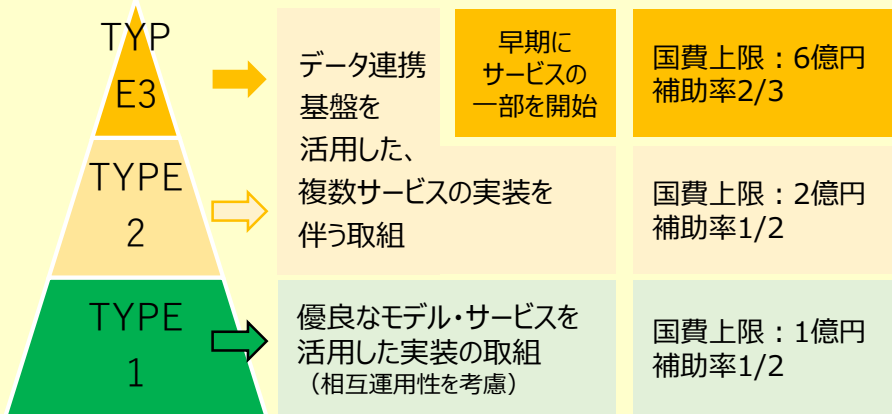 TYP
E3
データ連携
基盤を
活用した、
複数サービスの実装を
伴う取組
早期に
サービスの
一部を開始
国費上限：6億円
補助率2/3
TYPE
2
国費上限：2億円
補助率1/2
TYPE
1
優良なモデル・サービスを
活用した実装の取組
（相互運用性を考慮）
国費上限：1億円
補助率1/2